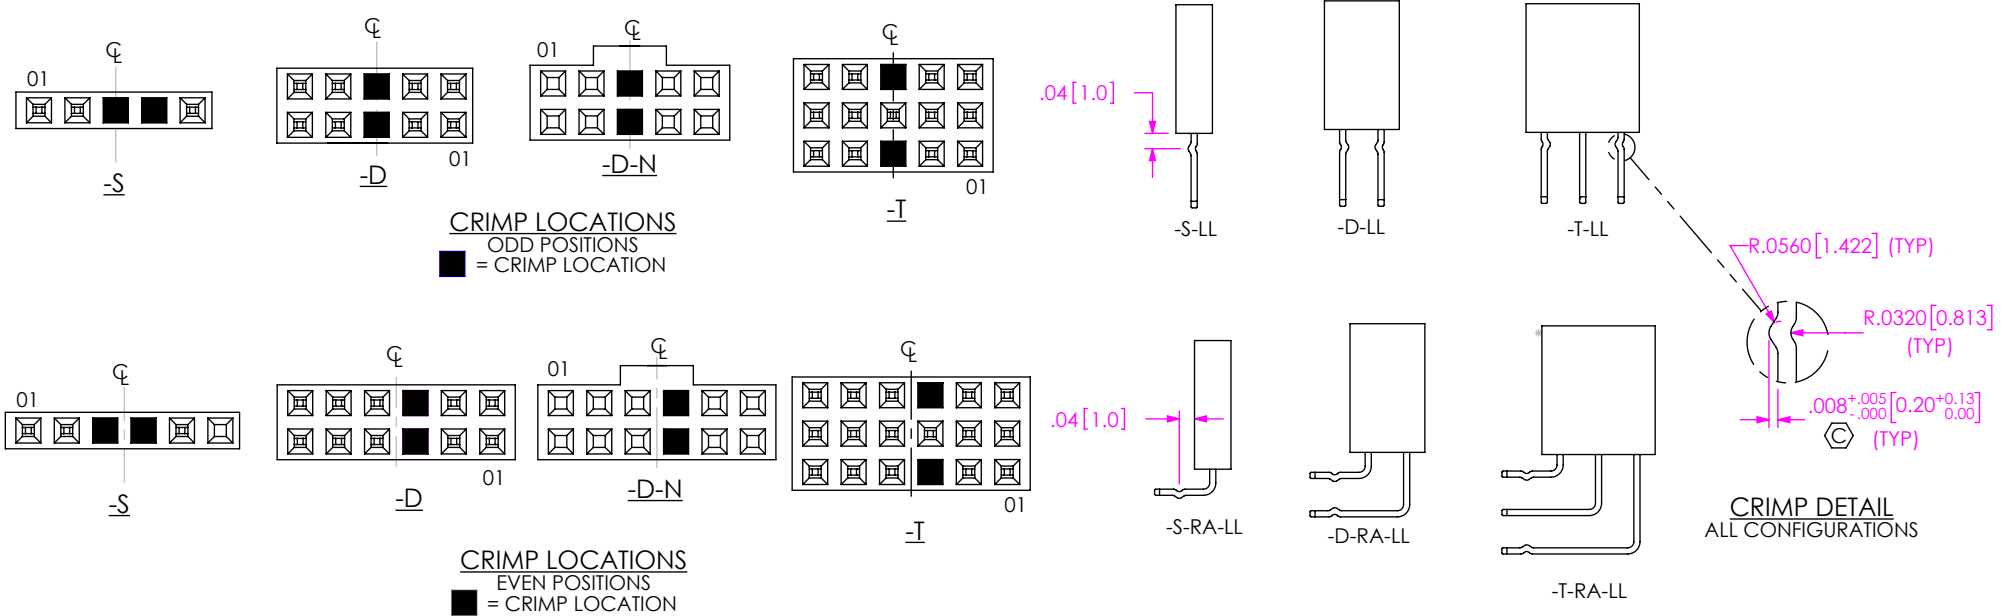 ℄
01
-S
℄
01
-D
℄
01
-D-N
℄
01
-T
CRIMP LOCATIONS
ODD POSITIONS
= CRIMP LOCATION
.04[1.0]
-S-LL
-D-LL
-T-LL
R.0560[1.422] (TYP)
R.0320[0.813]
(TYP)
.008+.005-.000[0.20+0.13 0.00]
C (TYP)
℄
01
-S
℄
01
-D
℄
01
-D-N
℄
01
-T
CRIMP LOCATIONS
EVEN POSITIONS
= CRIMP LOCATION
.04[1.0]
-S-RA-LL
-D-RA-LL
*
-T-RA-LL
CRIMP DETAIL
ALL CONFIGURATIONS